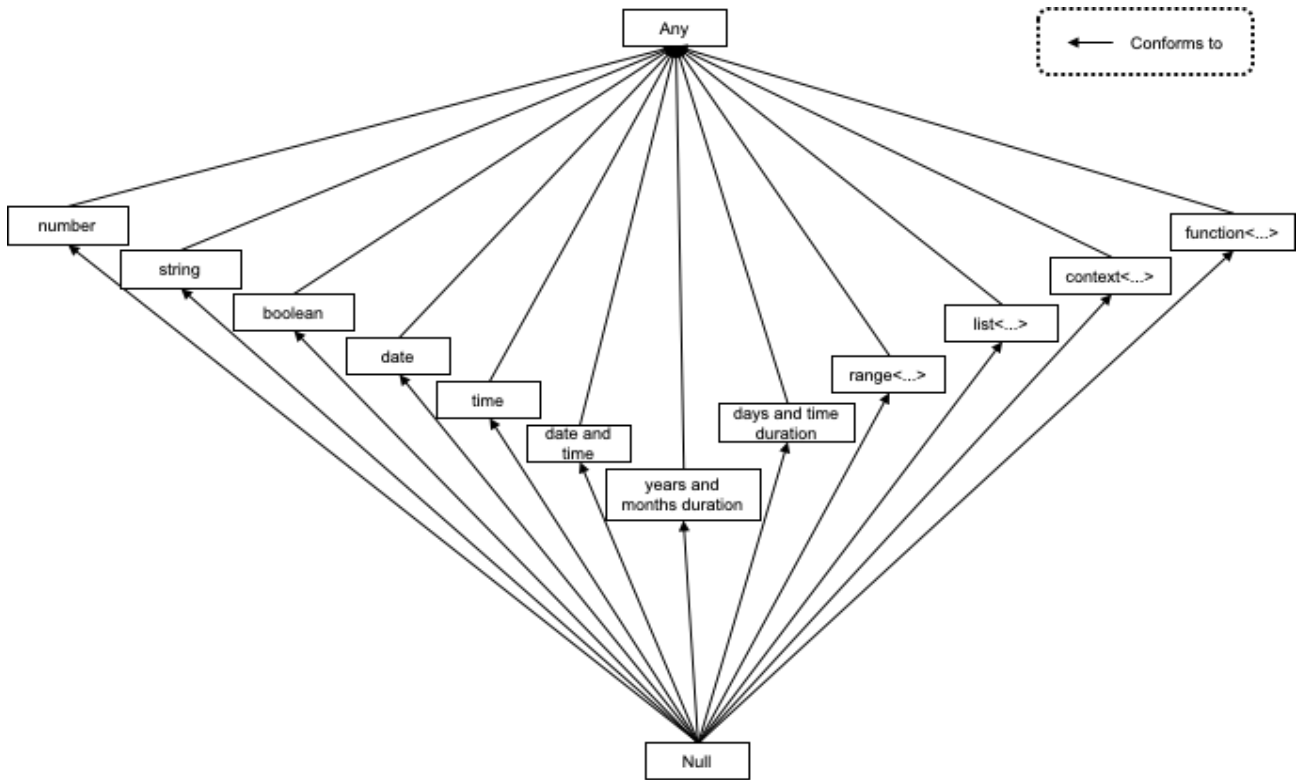 Any
Conforms to
number
function<...>
string
context<...>
boolean
list<...>
date
range<...>
time
days and time
duration
date and
time
years and
months duration
Null